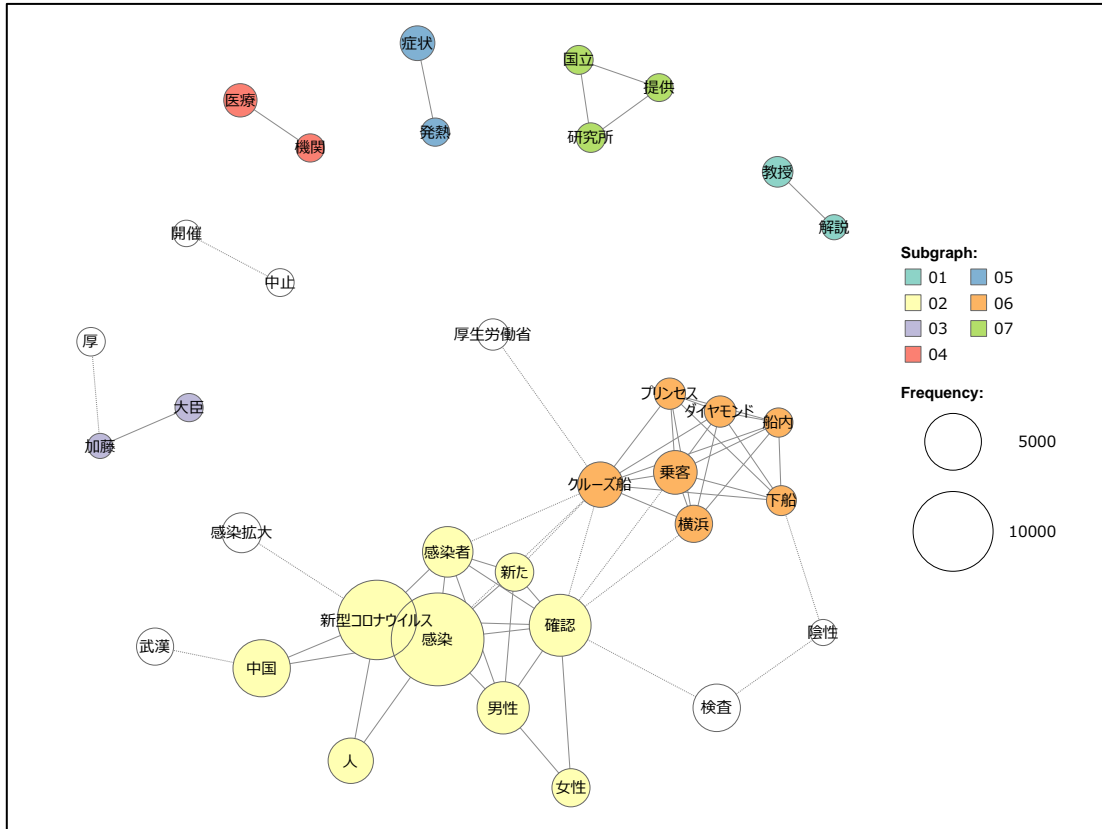 症状
国立
提供
医療
発熱
研究所
機関
教授
解説
開催
中止
厚
厚生労働省
大臣
加藤
プリンセス
ダイヤモンド
船内
クルーズ船
乗客
下船
横浜
感染拡大
感染者
新た
新型コロナウイルス
感染
確認
陰性
武漢
中国
男性
検査
人
女性
Subgraph:
01
05
02
06
03
07
04
Frequency:
5000
10000